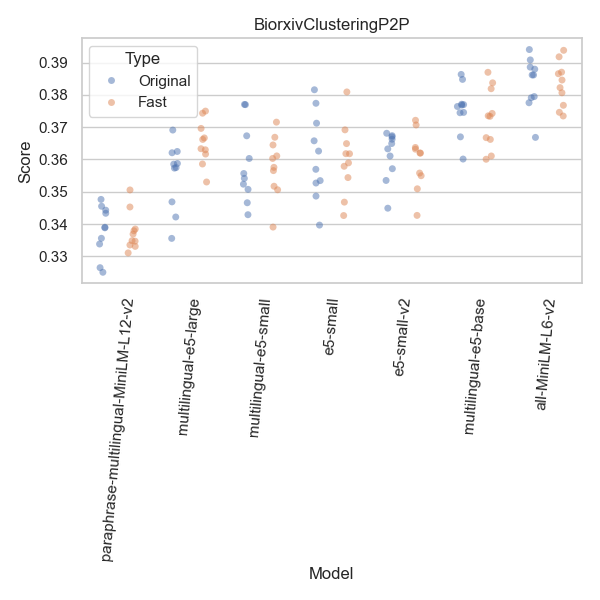 BiorxivClusteringP2P
Type
Original
Fast
Score
0.39
0.38
0.37
0.36
0.35
0.34
0.33
paraphrase-multilingual-MiniLM-L12-v2
multilingual-e5-large
multilingual-e5-small
e5-small
e5-small-v2
multilingual-e5-base
all-MiniLM-L6-v2
Model